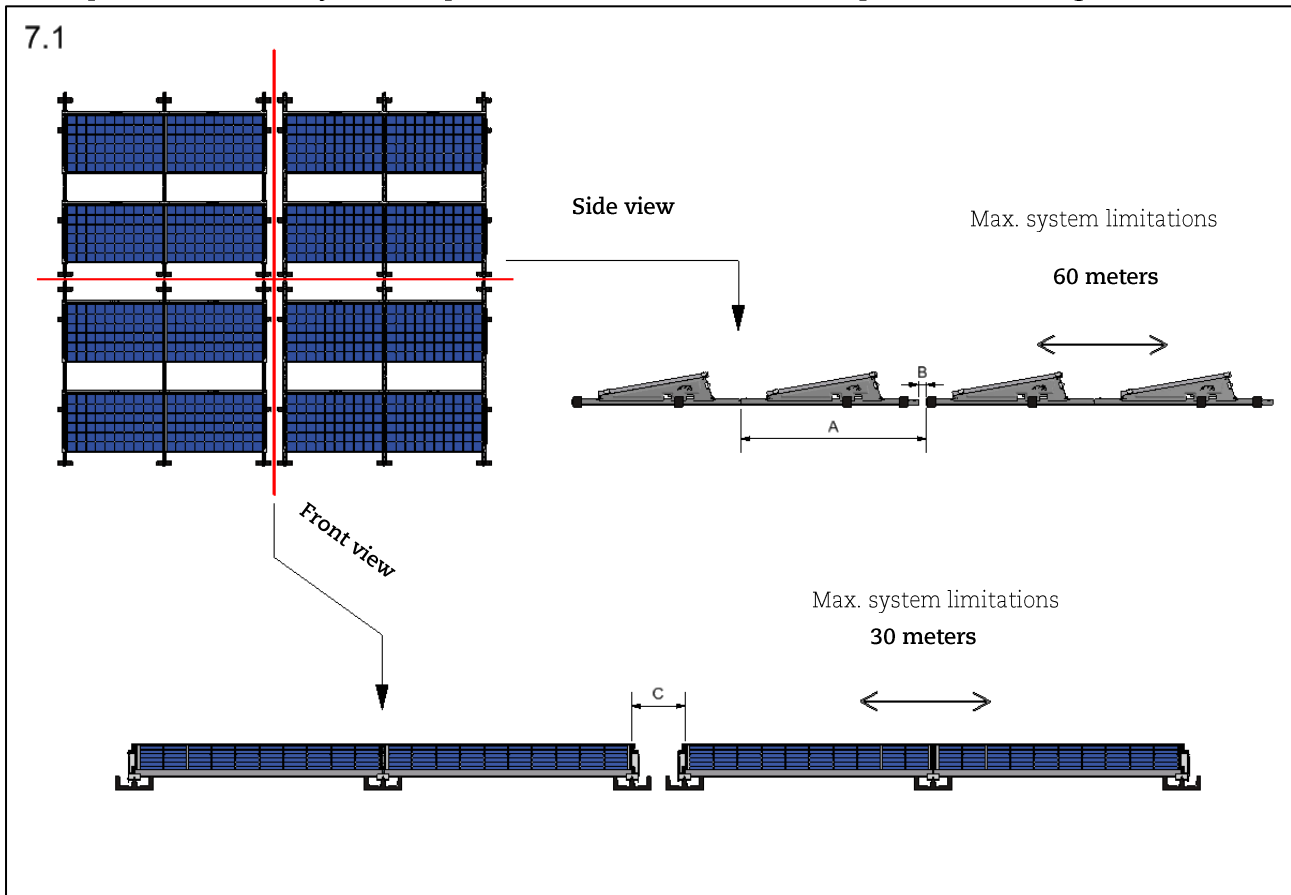 7.1
Side view
Max. system limitations
60 meters
B
A
Front view
Max. system limitations
30 meters
C